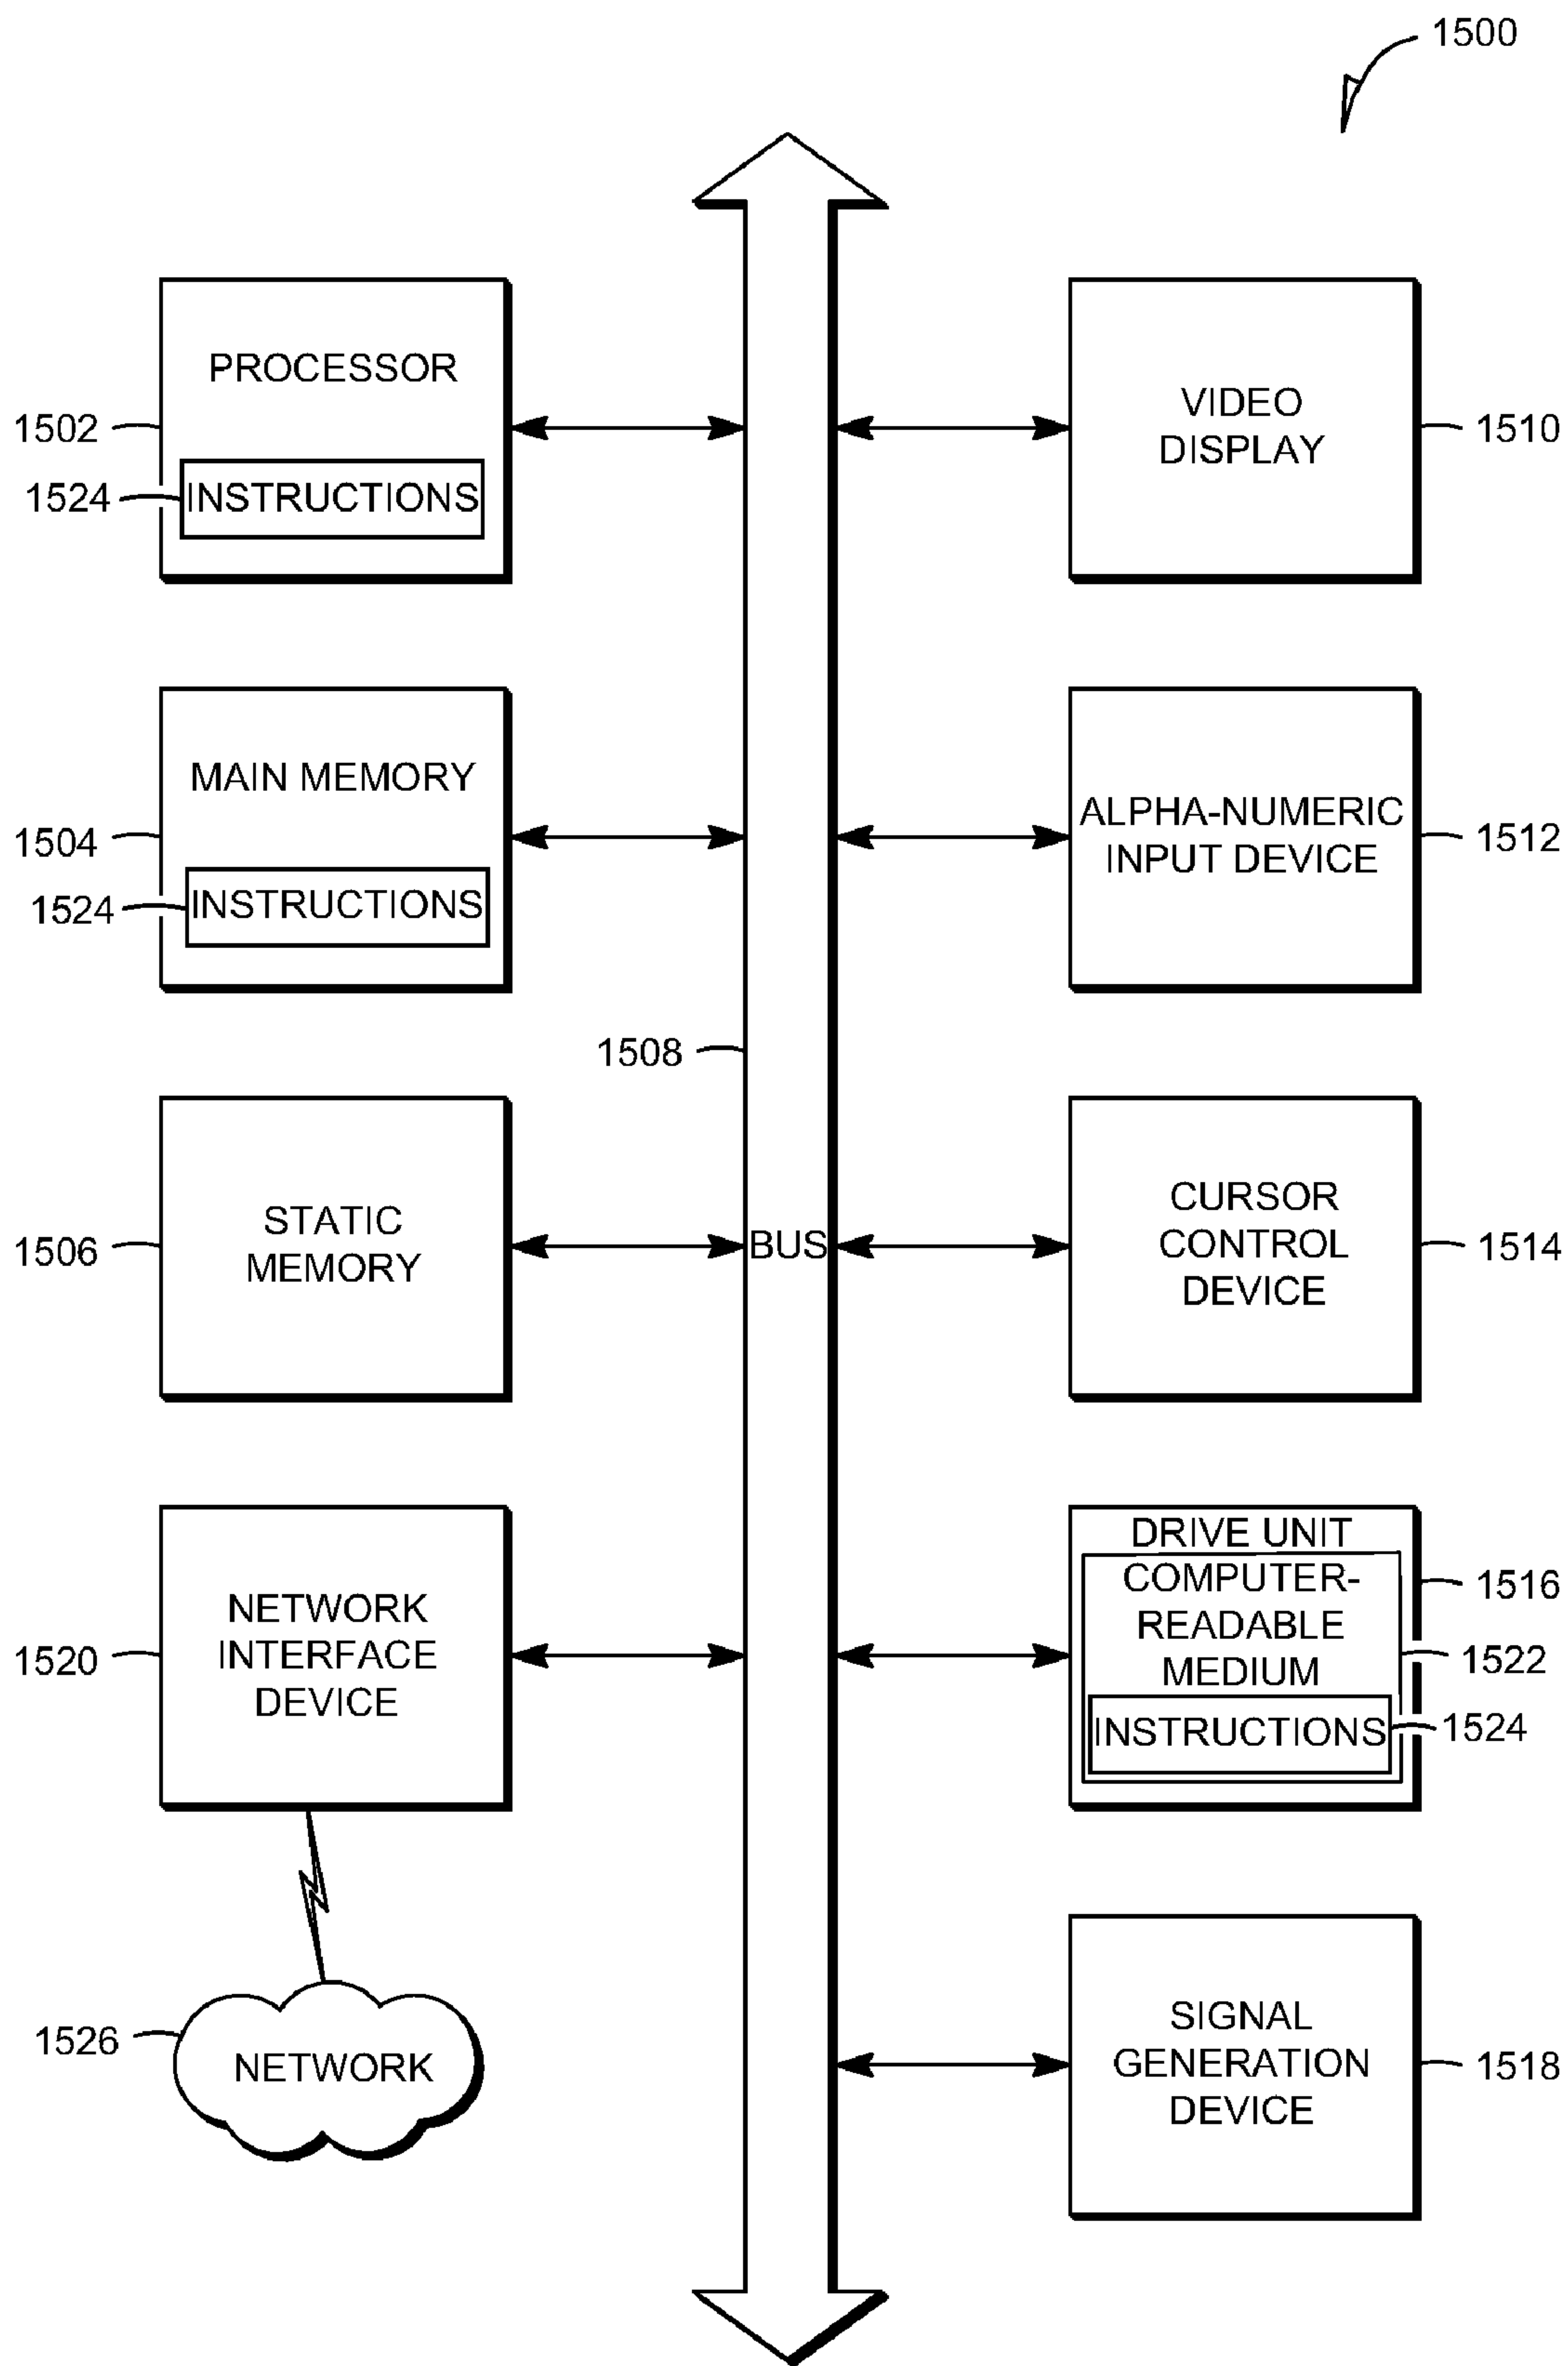 1500
PROCESSOR
1502
1524
INSTRUCTIONS
VIDEO
DISPLAY
1510
MAIN MEMORY
1504
1524
INSTRUCTIONS
ALPHA-NUMERIC
INPUT DEVICE
1512
1508
STATIC
MEMORY
1506
BUS
CURSOR
CONTROL
DEVICE
1514
NETWORK
INTERFACE
DEVICE
1520
DRIVE UNIT
COMPUTER-
READABLE
MEDIUM
INSTRUCTIONS
1516
1522
1524
1526
NETWORK
SIGNAL
GENERATION
DEVICE
1518